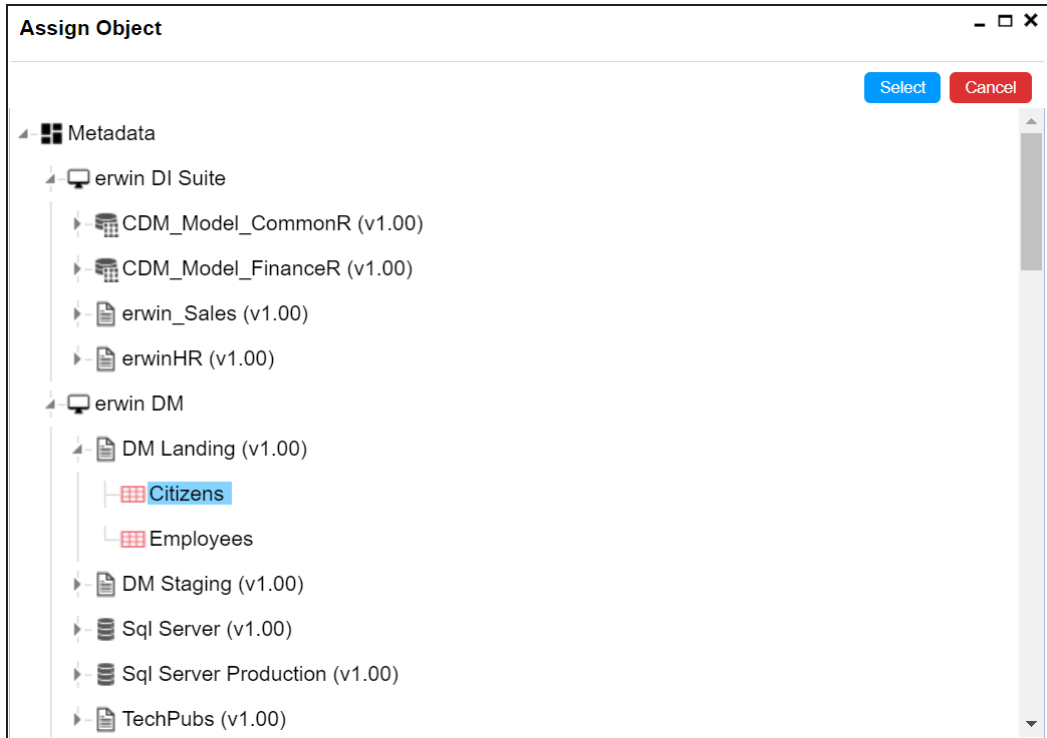 Assign Object
Select Cancel
Metadata
erwin DI Suite
CDM_Model_CommonR (v1.00)
CDM_Model_FinanceR (v1.00)
erwin_Sales (v1.00)
erwinHR (v1.00)
erwin DM
DM Landing (v1.00)
Citizens
Employees
DM Staging (v1.00)
Sql Server (v1.00)
Sql Server Production (v1.00)
TechPubs (v1.00)